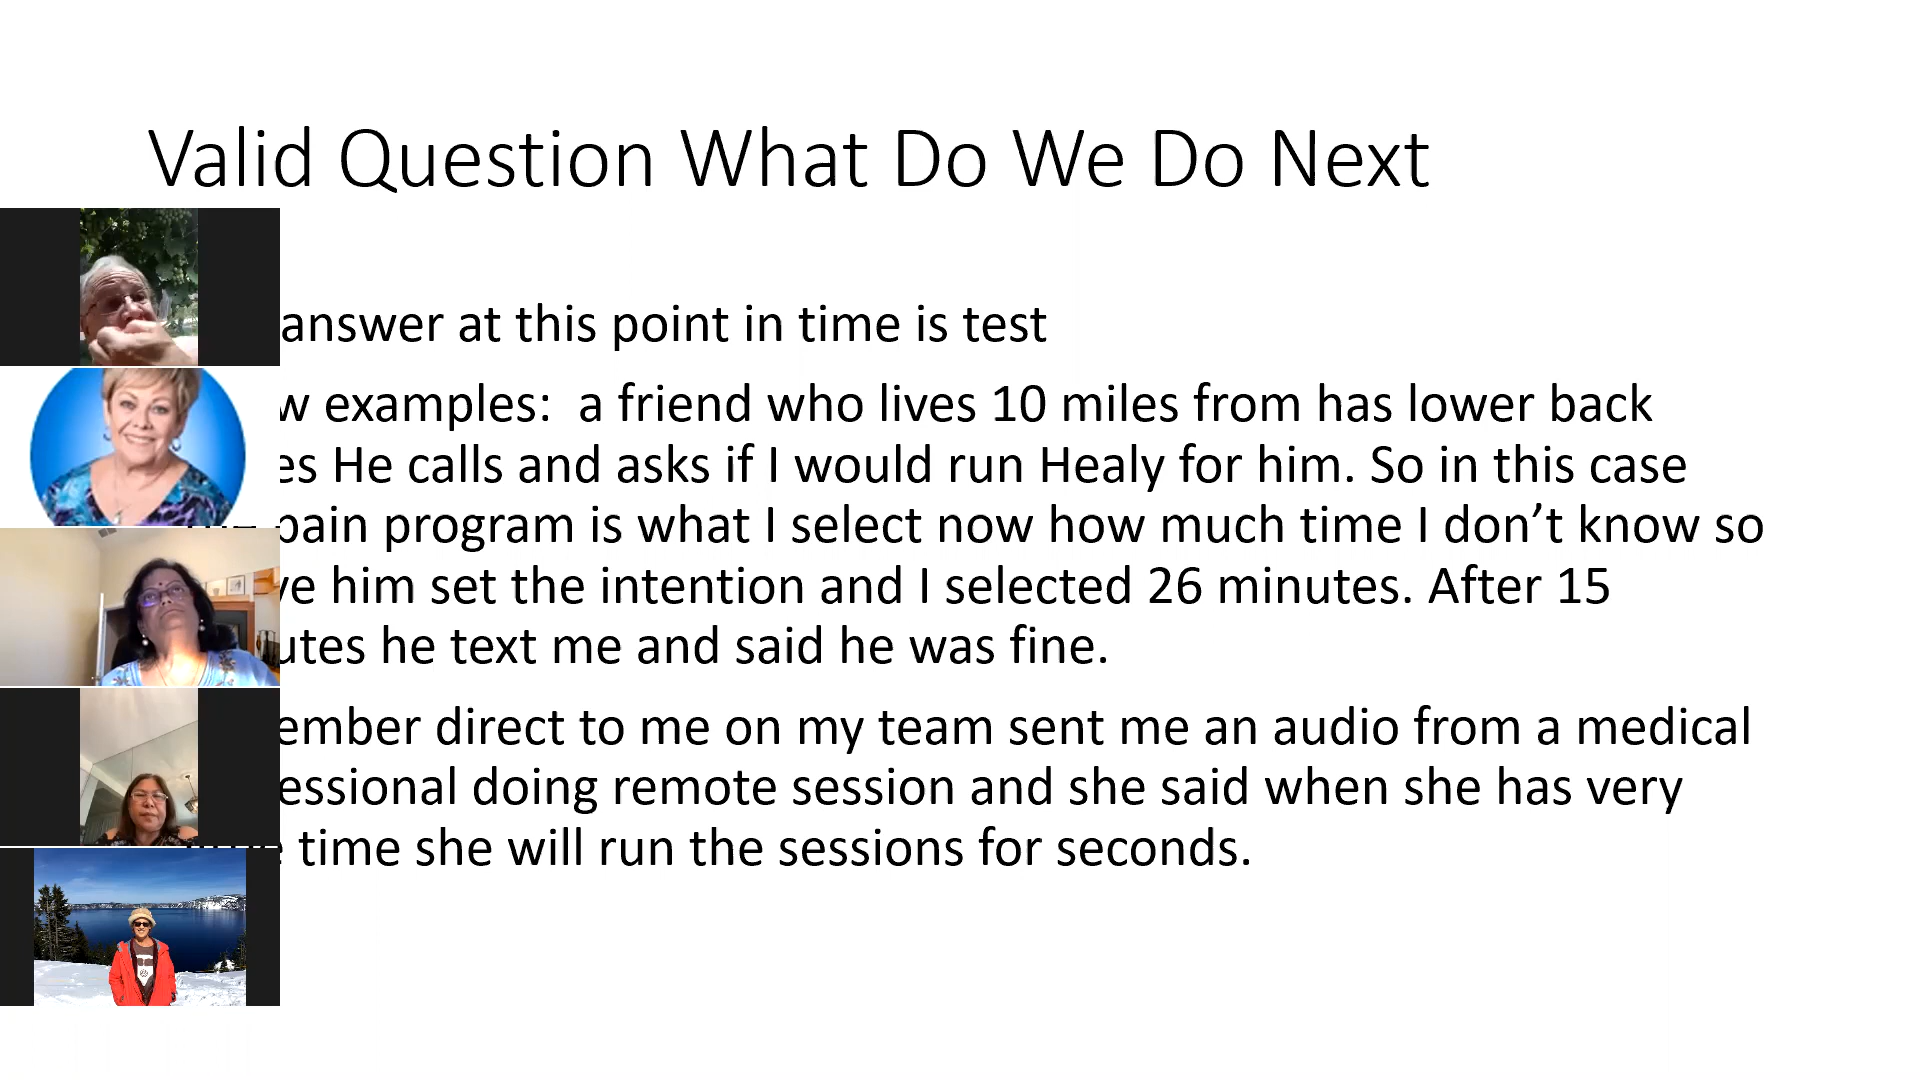 Valid Question What Do We Do Next
answer at this point in time is test
w examples:  a friend who lives 10 miles from has lower back
es He calls and asks if I would run Healy for him. So in this case
pain program is what I select now how much time I don’t know so
ve him set the intention and I selected 26 minutes. After 15
utes he text me and said he was fine.
ember direct to me on my team sent me an audio from a medical
essional doing remote session and she said when she has very
time she will run the sessions for seconds.